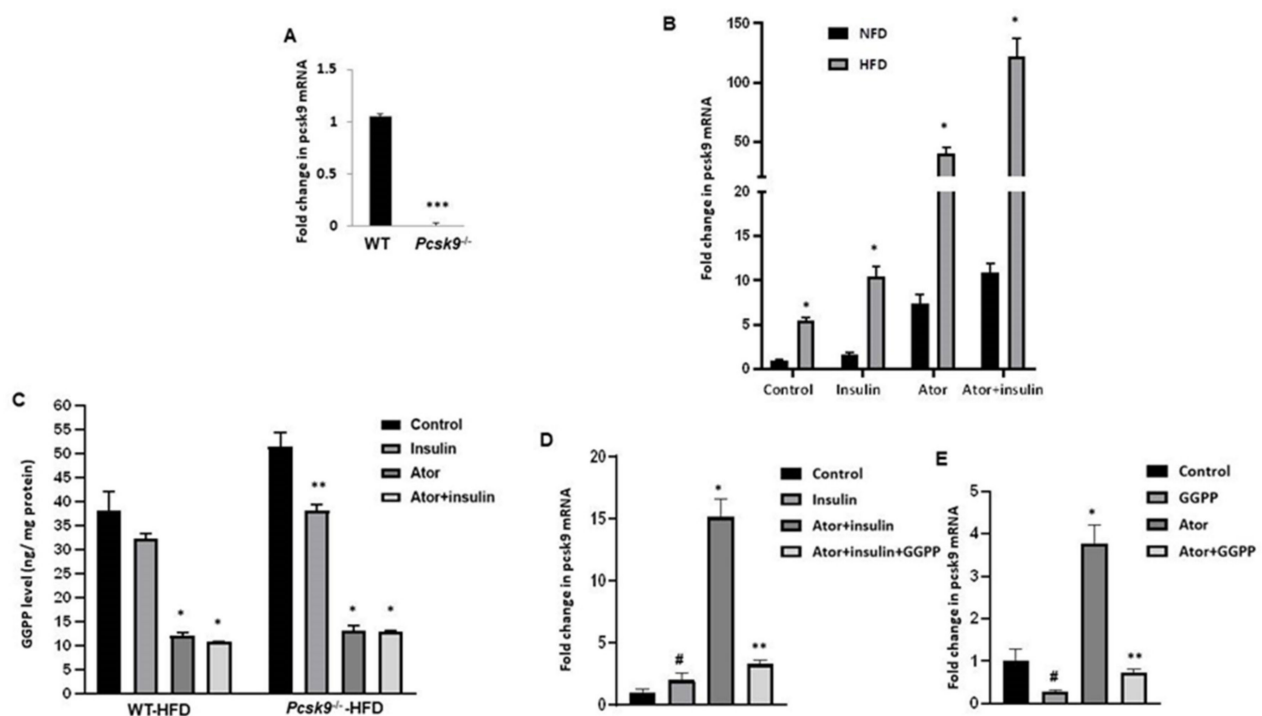 A
Fold change in pcsk9 mRNA
1.5
1
0.5
0
***
WT
Pcsk9-/-
B
Fold change in pcsk9 mRNA
150
100
50
20
15
10
5
0
NFD
HFD
*
*
*
*
Control
Insulin
Ator
Ator+insulin
C
GGPP level (ng/ mg protein)
60
55
50
45
40
35
30
25
20
15
10
5
0
Control
Insulin
Ator
Ator+insulin
*
*
**
*
*
WT-HFD
Pcsk9-/- -HFD
D
Fold change in pcsk9 mRNA
20
15
10
5
0
Control
Insulin
Ator+insulin
Ator+insulin+GGPP
#
*
**
E
Fold change in pcsk9 mRNA
5
4
3
2
1
0
Control
GGPP
Ator
Ator+GGPP
#
*
**